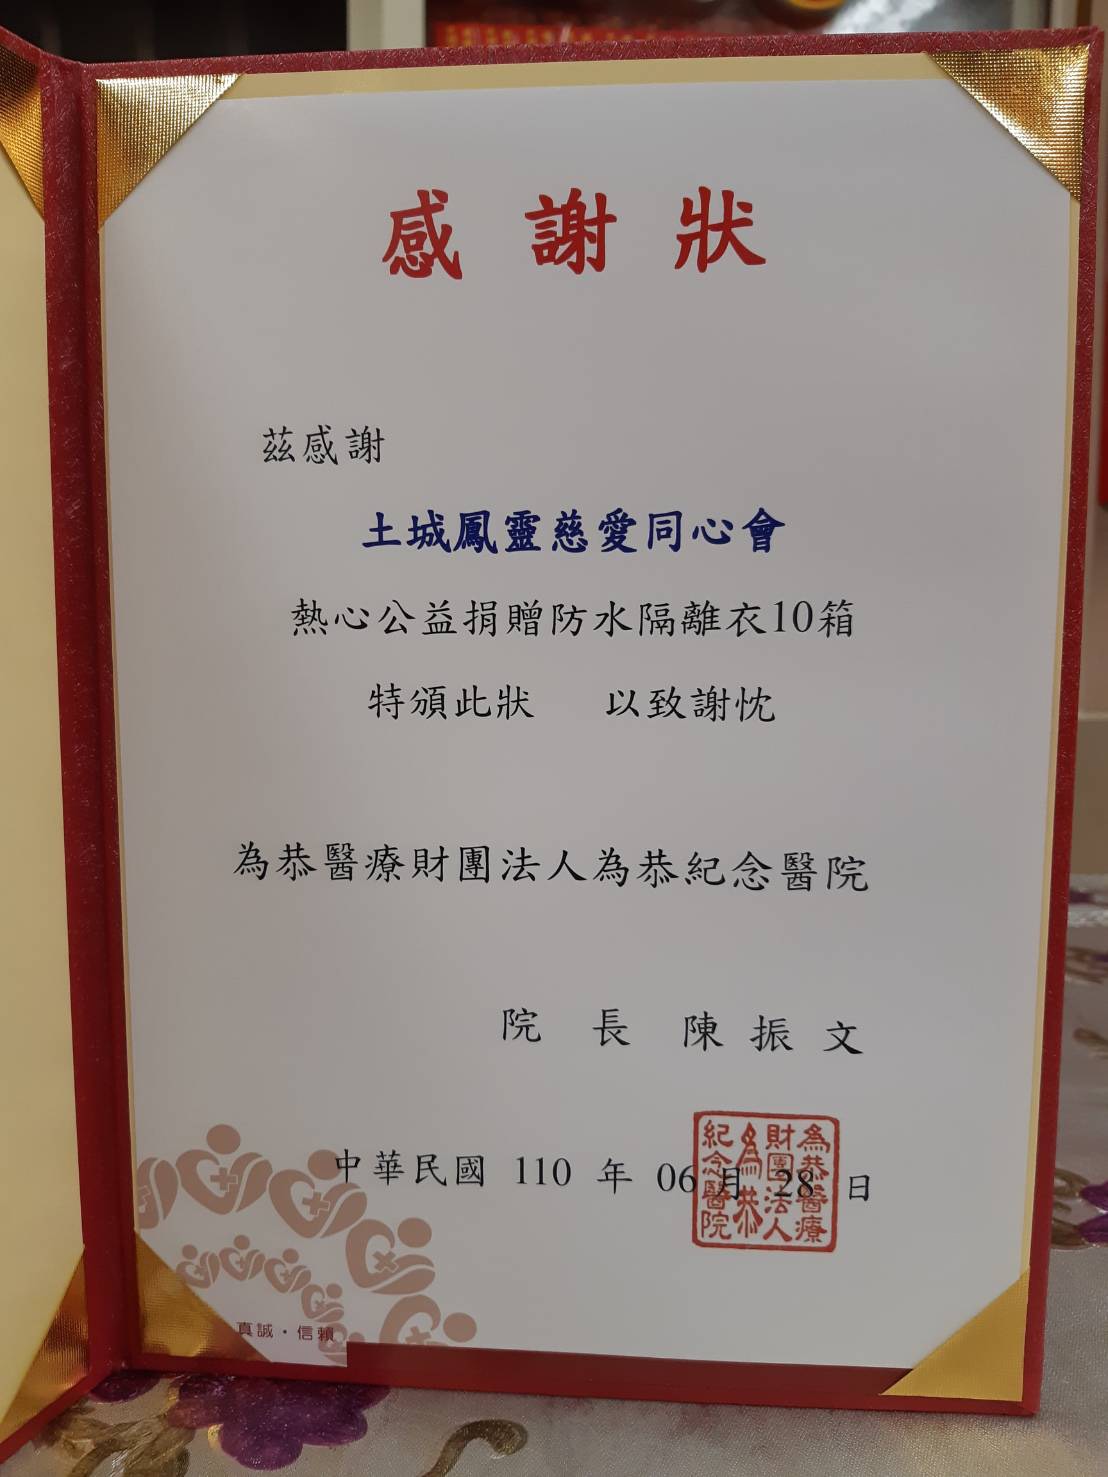 感謝狀
茲感謝
土城鳳靈慈愛同心會
熱心公益捐贈防水隔離衣10箱
特頒此狀 以致謝忱
為恭醫療財團法人為恭紀念醫院
院長 陳振文
中華民國 110 年 06 月 28 日
為恭醫療
財團法人
為恭
紀念醫院
真誠・信賴